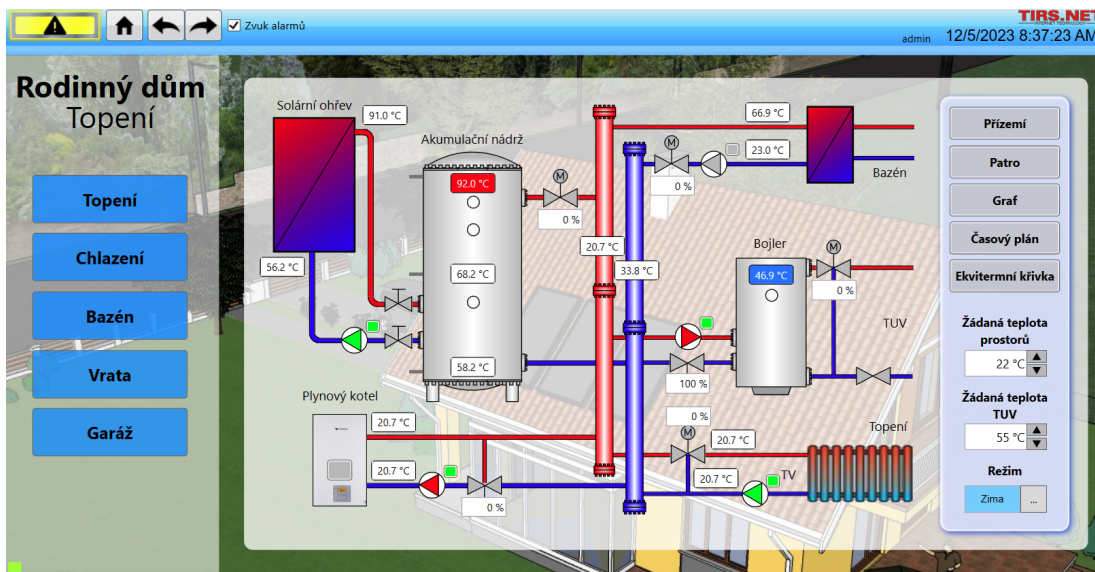 Zvuk alarmů
TIRS.NET
INTERNET TECHNOLOGY
admin
12/5/2023 8:37:23 AM
Rodinný dům
Topení
Topení
Chlazení
Bazén
Vrata
Garáž
Solární ohřev
91.0 °C
56.2 °C
Akumulační nádrž
92.0 °C
68.2 °C
58.2 °C
M
0 %
20.7 °C
33.8 °C
66.9 °C
M
23.0 °C
0 %
Bazén
Bojler
46.9 °C
M
0 %
TUV
100 %
Plynový kotel
20.7 °C
20.7 °C
0 %
0 %
M
20.7 °C
20.7 °C
TV
Topení
Přízemí
Patro
Graf
Časový plán
Ekvitermní křivka
Žádaná teplota
prostorů
22 °C
Žádaná teplota
TUV
55 °C
Režim
Zima
...